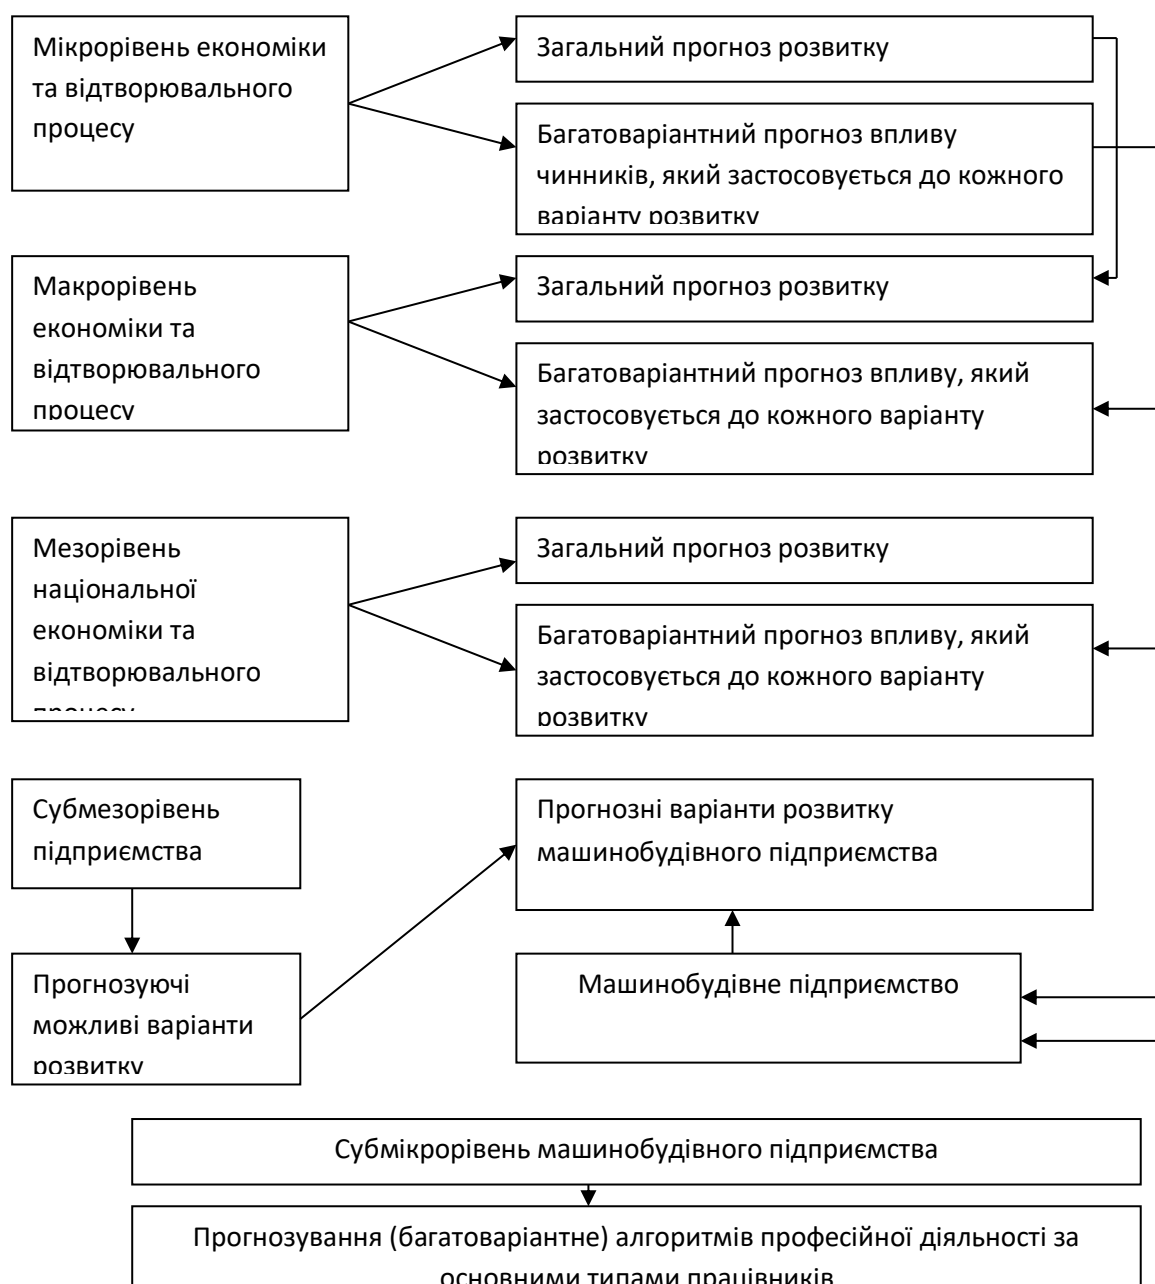 Мікрорівень економіки
та відтворювального
процесу
Загальний прогноз розвитку
Багатоваріантний прогноз впливу
чинників, який застосовується до кожного
варіанту розвитку
Макрорівень
економіки та
відтворювального
процесу
Загальний прогноз розвитку
Багатоваріантний прогноз впливу, який
застосовується до кожного варіанту
розвитку
Мезорівень
національної
економіки та
відтворювального
процесу
Загальний прогноз розвитку
Багатоваріантний прогноз впливу, який
застосовується до кожного варіанту
розвитку
Субмезорівень
підприємства
Прогнозні варіанти розвитку
машинобудівного підприємства
Прогнозуючі
можливі варіанти
розвитку
Машинобудівне підприємство
Субмікрорівень машинобудівного підприємства
Прогнозування (багатоваріантне) алгоритмів професійної діяльності за
основними типами працівників